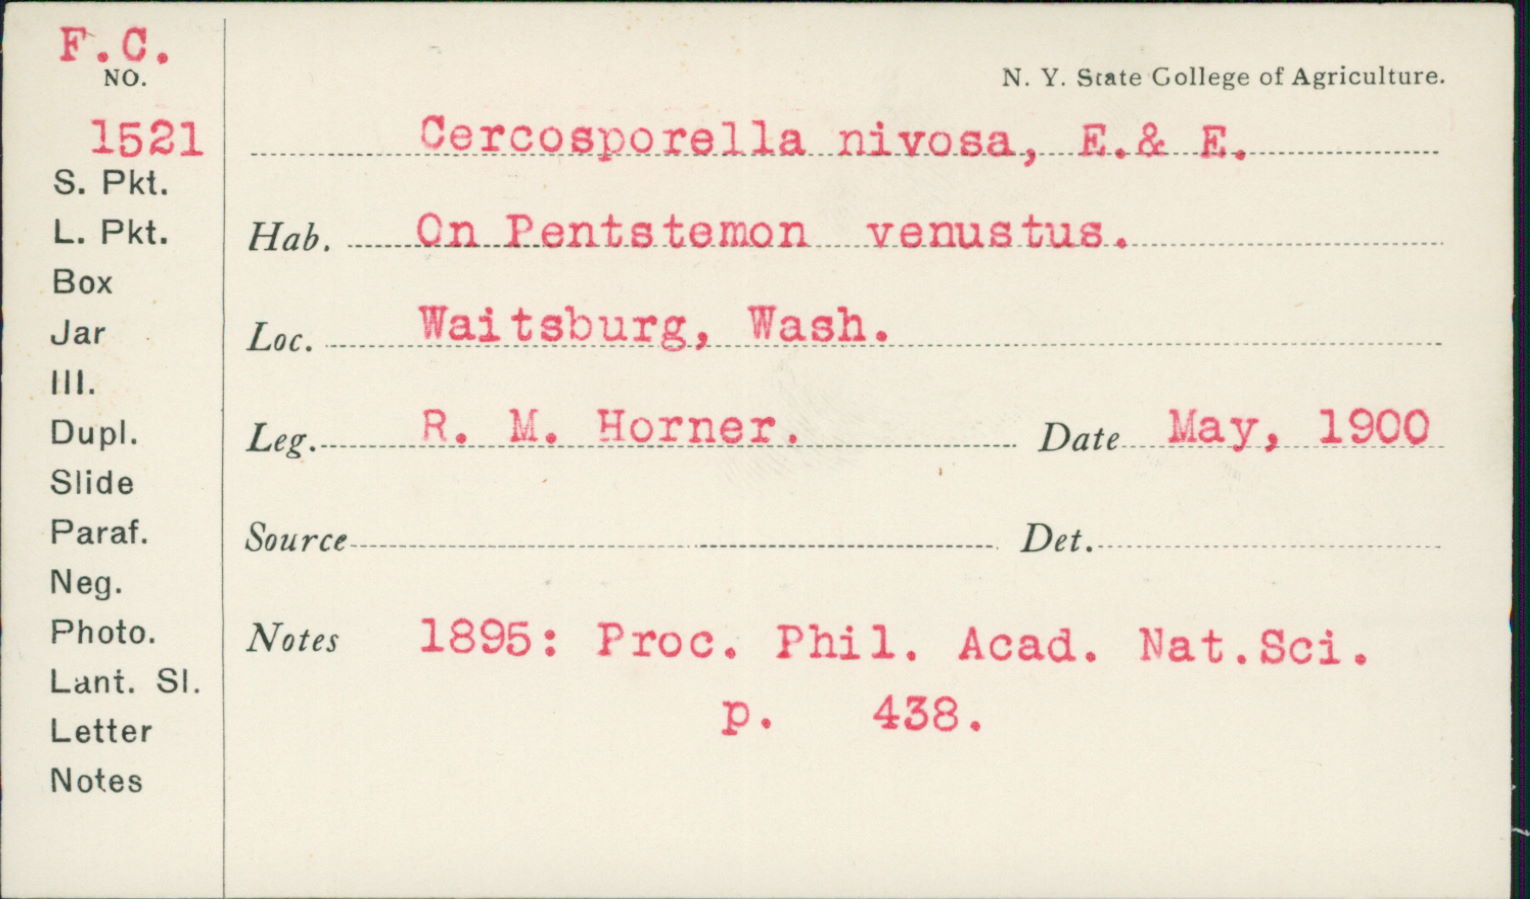 F.C.
NO.
1521
S. Pkt.
L. Pkt.
Box
Jar
Ill.
Dupl.
Slide
Paraf.
Neg.
Photo.
Lant. Sl.
Letter
Notes
N. Y. State College of Agriculture.
Cercosporella nivosa, E.& E.
Hab. On Pentstemon venustus.
Loc. Waitsburg, Wash.
Leg. R. M. Horner. Date May, 1900
Source Det.
Notes 1895: Proc. Phil. Acad. Nat.Sci.
p. 438.